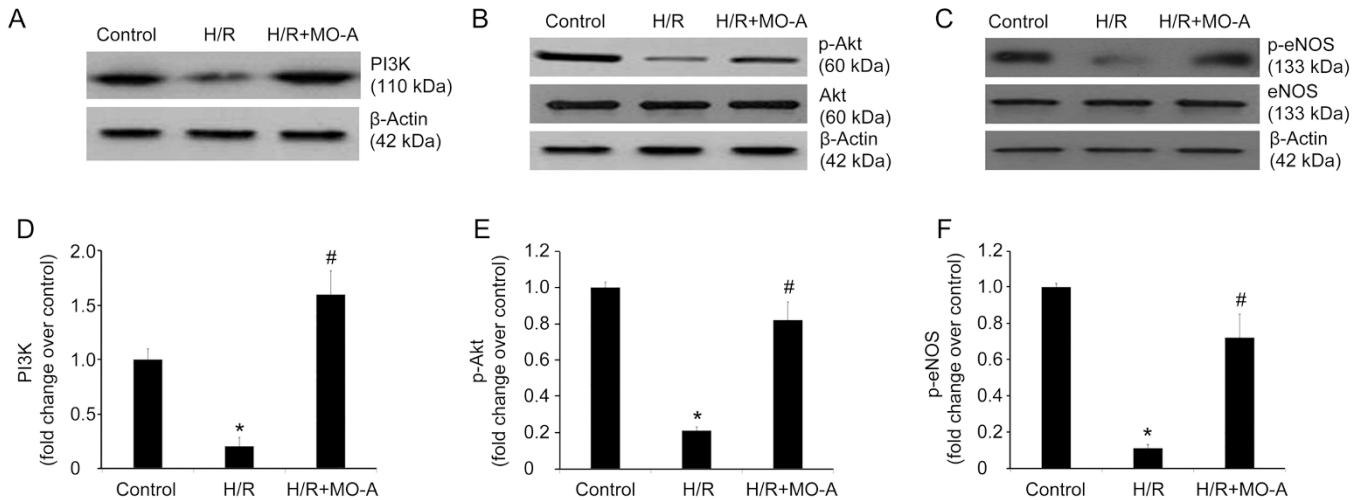 A
Control H/R H/R+MO-A
PI3K
(110 kDa)
β-Actin
(42 kDa)
B
Control H/R H/R+MO-A
p-Akt
(60 kDa)
Akt
(60 kDa)
β-Actin
(42 kDa)
C
Control H/R H/R+MO-A
p-eNOS
(133 kDa)
eNOS
(133 kDa)
β-Actin
(42 kDa)
D
PI3K
(fold change over control)
2.0
1.5
1.0
0.5
0
*
#
Control H/R H/R+MO-A
E
p-Akt
(fold change over control)
1.2
1.0
0.8
0.6
0.4
0.2
0
*
#
Control H/R H/R+MO-A
F
p-eNOS
(fold change over control)
1.2
1.0
0.8
0.6
0.4
0.2
0
*
#
Control H/R H/R+MO-A